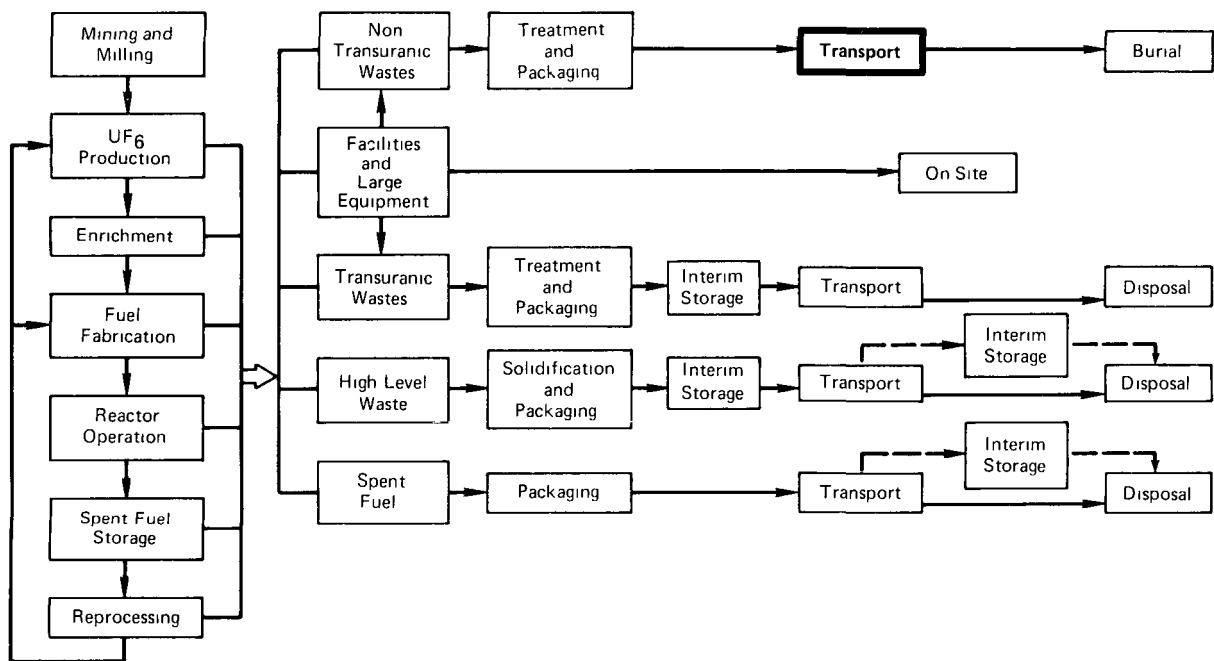 Mining and
Milling
UF6
Production
Enrichment
Fuel
Fabrication
Reactor
Operation
Spent Fuel
Storage
Reprocessing
Non
Transuranic
Wastes
Treatment
and
Packaging
Transport
Burial
Facilities
and
Large
Equipment
On Site
Transuranic
Wastes
Treatment
and
Packaging
Interim
Storage
Transport
Disposal
High Level
Waste
Solidification
and
Packaging
Interim
Storage
Transport
Interim
Storage
Disposal
Spent
Fuel
Packaging
Transport
Interim
Storage
Disposal